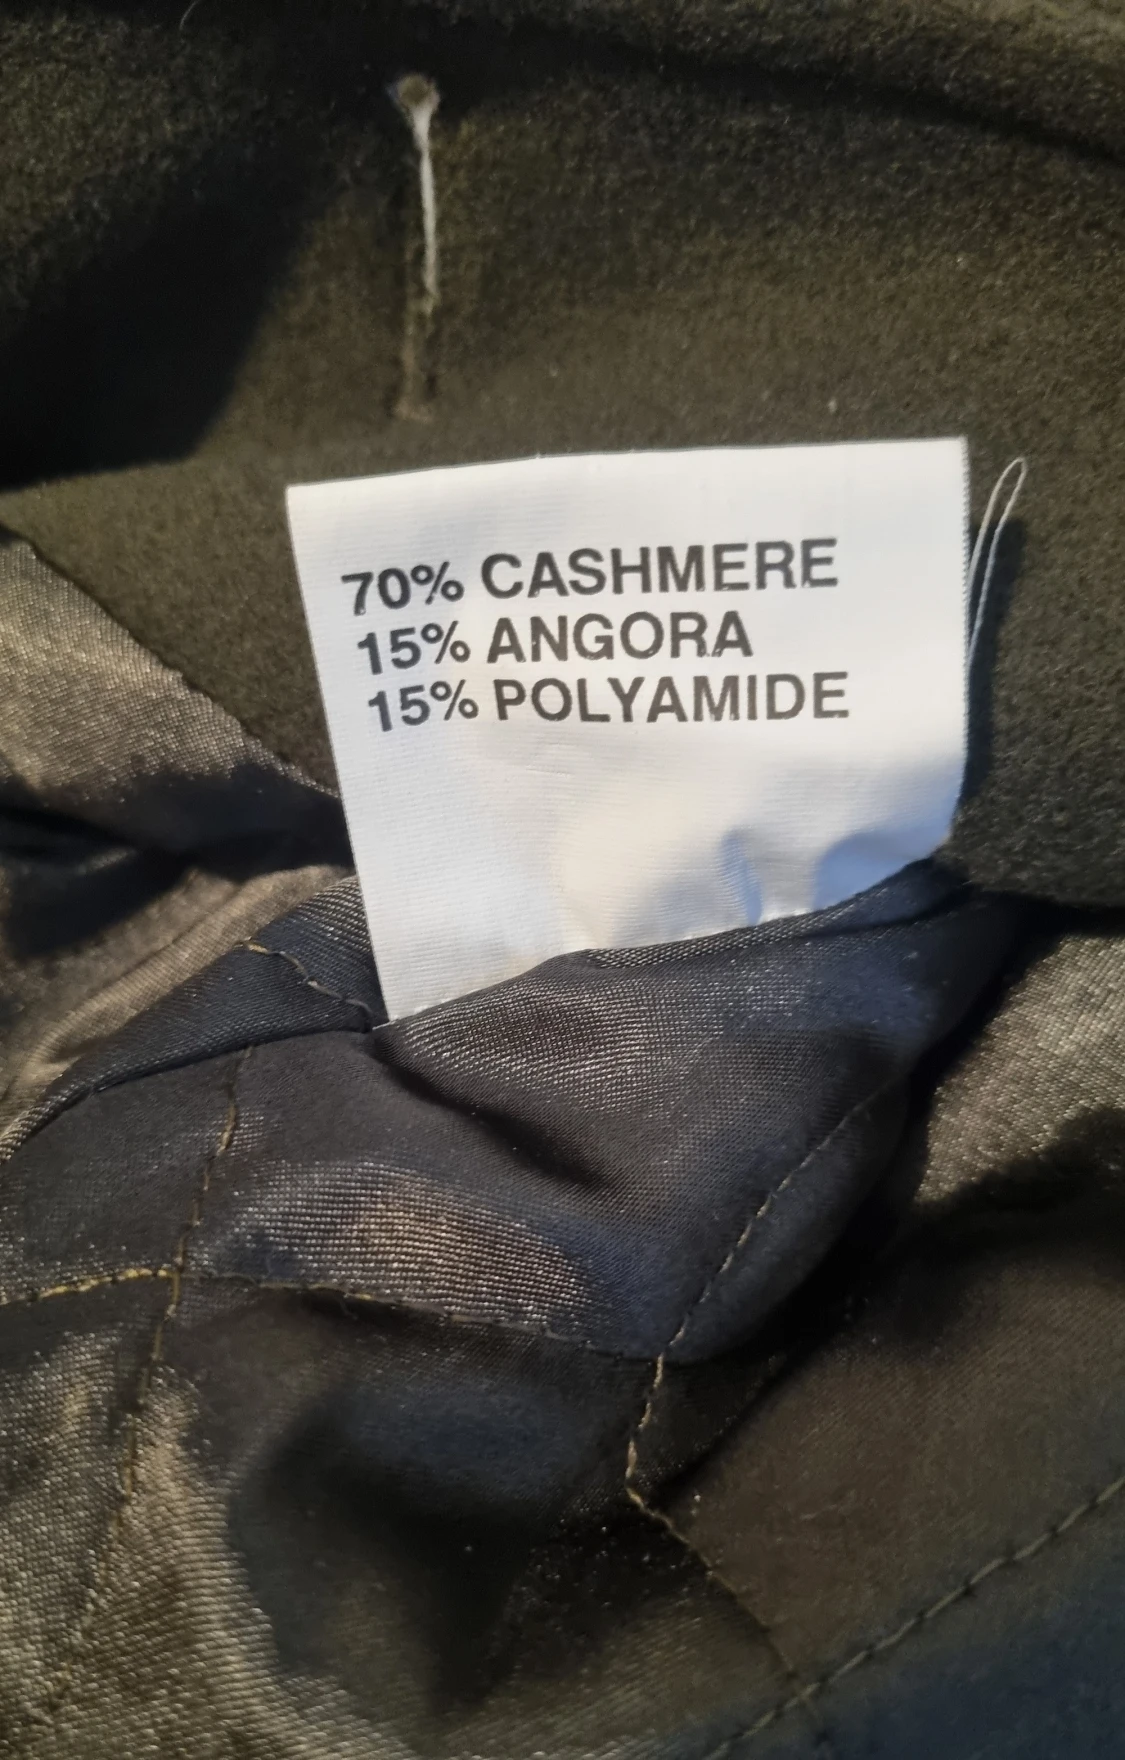 70% CASHMERE
15% ANGORA
15% POLYAMIDE